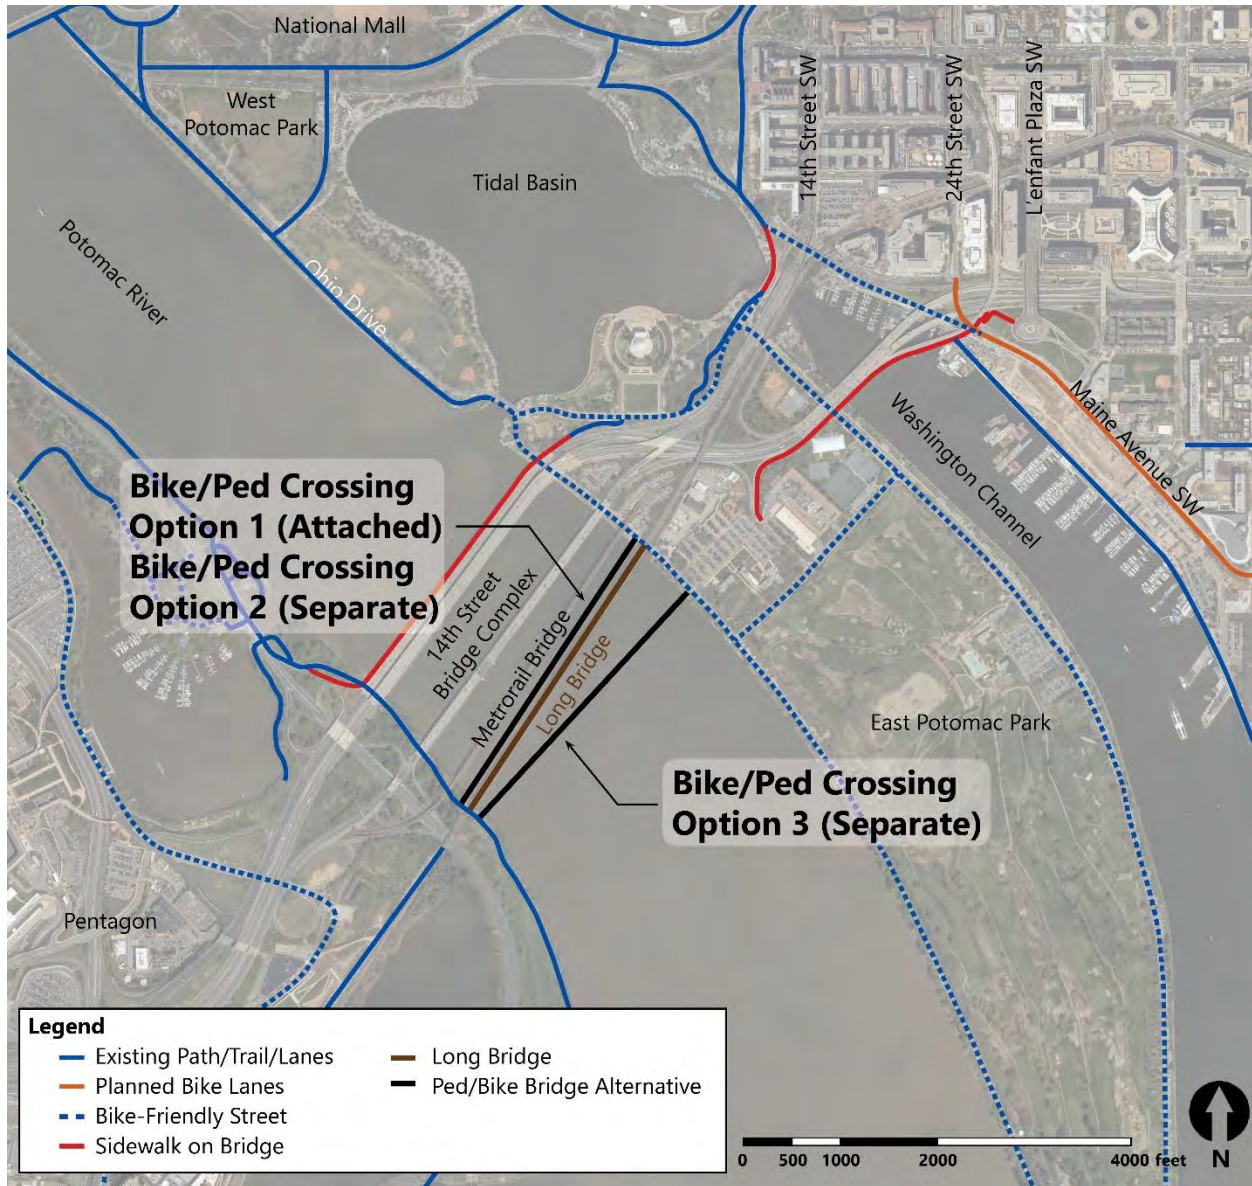 National Mall
West
Potomac Park
Tidal Basin
14th Street SW
24th Street SW
L'enfant Plaza SW
Potomac River
Ohio Drive
Washington Channel
Maine Avenue SW
Bike/Ped Crossing
Option 1 (Attached)
Bike/Ped Crossing
Option 2 (Separate)
14th Street
Bridge Complex
Metrorail Bridge
Long Bridge
East Potomac Park
Bike/Ped Crossing
Option 3 (Separate)
Pentagon
Legend
Existing Path/Trail/Lanes
Planned Bike Lanes
Bike-Friendly Street
Sidewalk on Bridge
Long Bridge
Ped/Bike Bridge Alternative
0 500 1000 2000 4000 feet
N